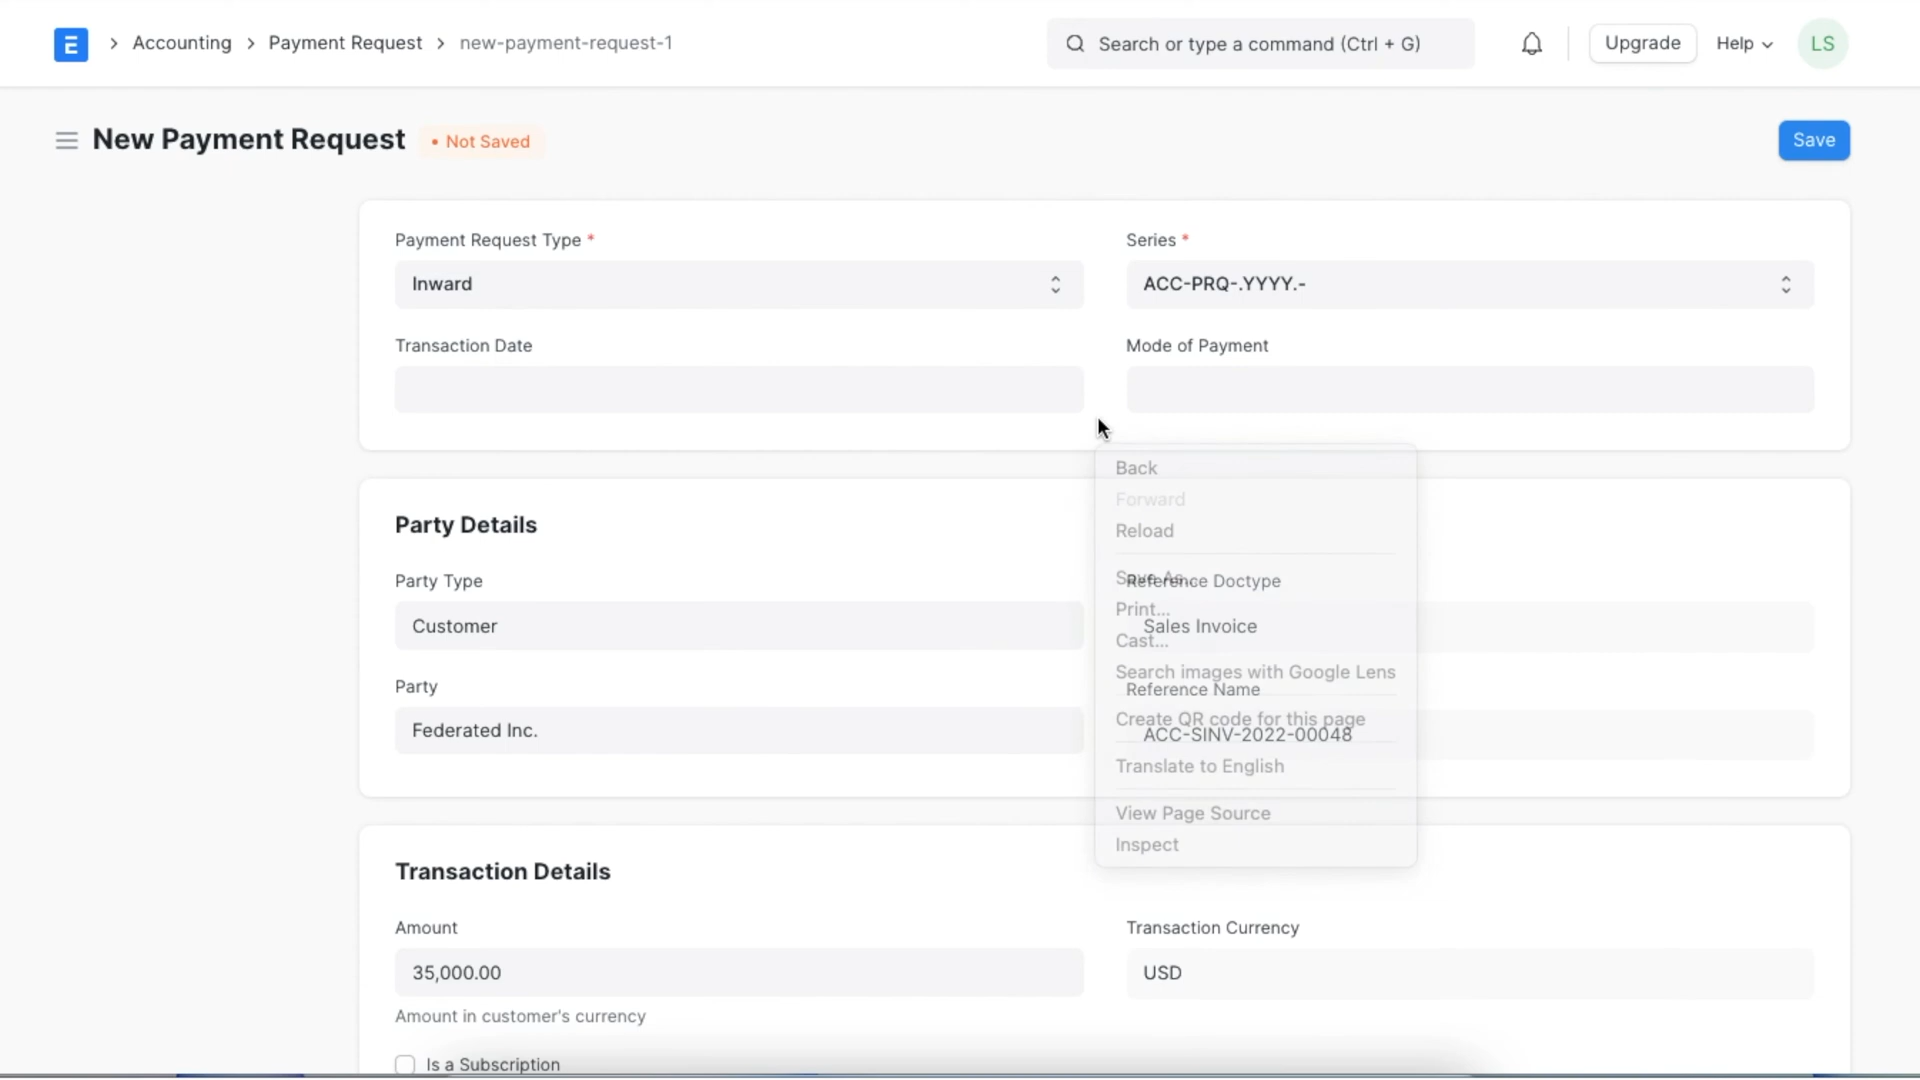 E
Accounting
Payment Request
new-payment-request-1
Search or type a command (Ctrl + G)
Upgrade
Help
LS
New Payment Request
• Not Saved
Save
Payment Request Type *
Series *
Inward
ACC-PRQ-.YYYY.-
Transaction Date
Mode of Payment
Back
Forward
Reload
Save As...
Print...
Cast...
Search images with Google Lens
Create QR code for this page
Translate to English
View Page Source
Inspect
Party Details
Party Type
Reference Doctype
Customer
Sales Invoice
Party
Reference Name
Federated Inc.
ACC-SINV-2022-00048
Transaction Details
Amount
Transaction Currency
35,000.00
USD
Amount in customer's currency
Is a Subscription